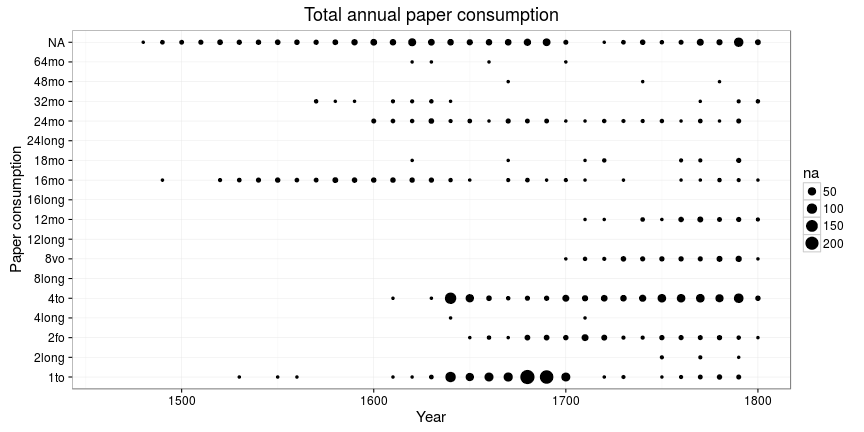 Total annual paper consumption
NA
64mo
48mo
32mo
24mo
24long
18mo
16mo
16long
12mo
12long
8vo
8long
4to
4long
2fo
2long
1to
Paper consumption
1500 1600 1700 1800
Year
na
50
100
150
200